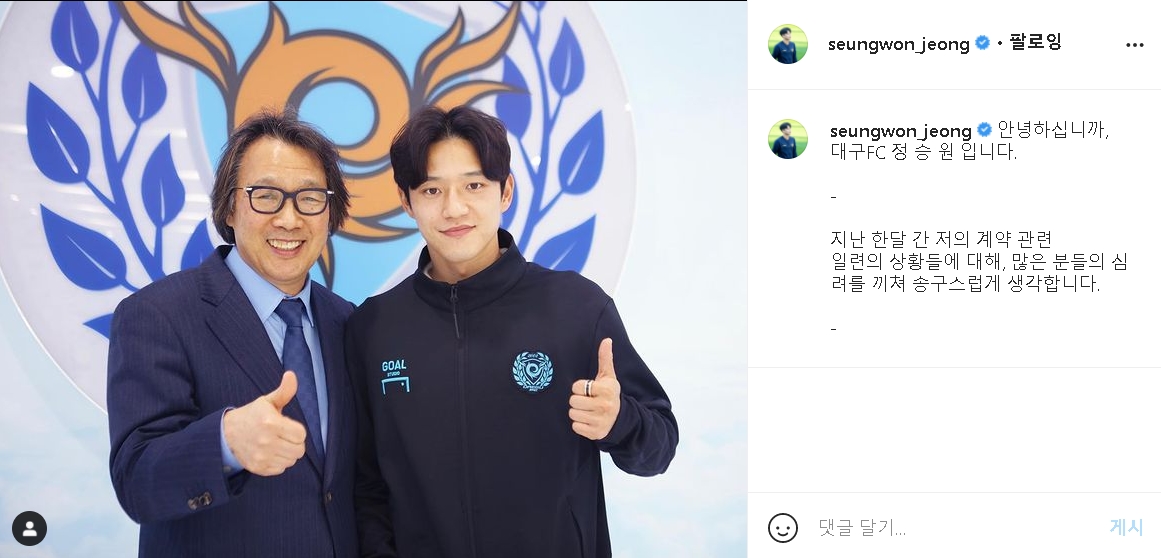 seungwon_jeong • 팔로잉
seungwon_jeong 안녕하십니까,
대구FC 정 승 원 입니다.
-
지난 한달 간 저의 계약 관련
일련의 상황들에 대해, 많은 분들의 심
려를 끼쳐 송구스럽게 생각합니다.
-
GOAL
STUDIO
댓글 달기...
게시